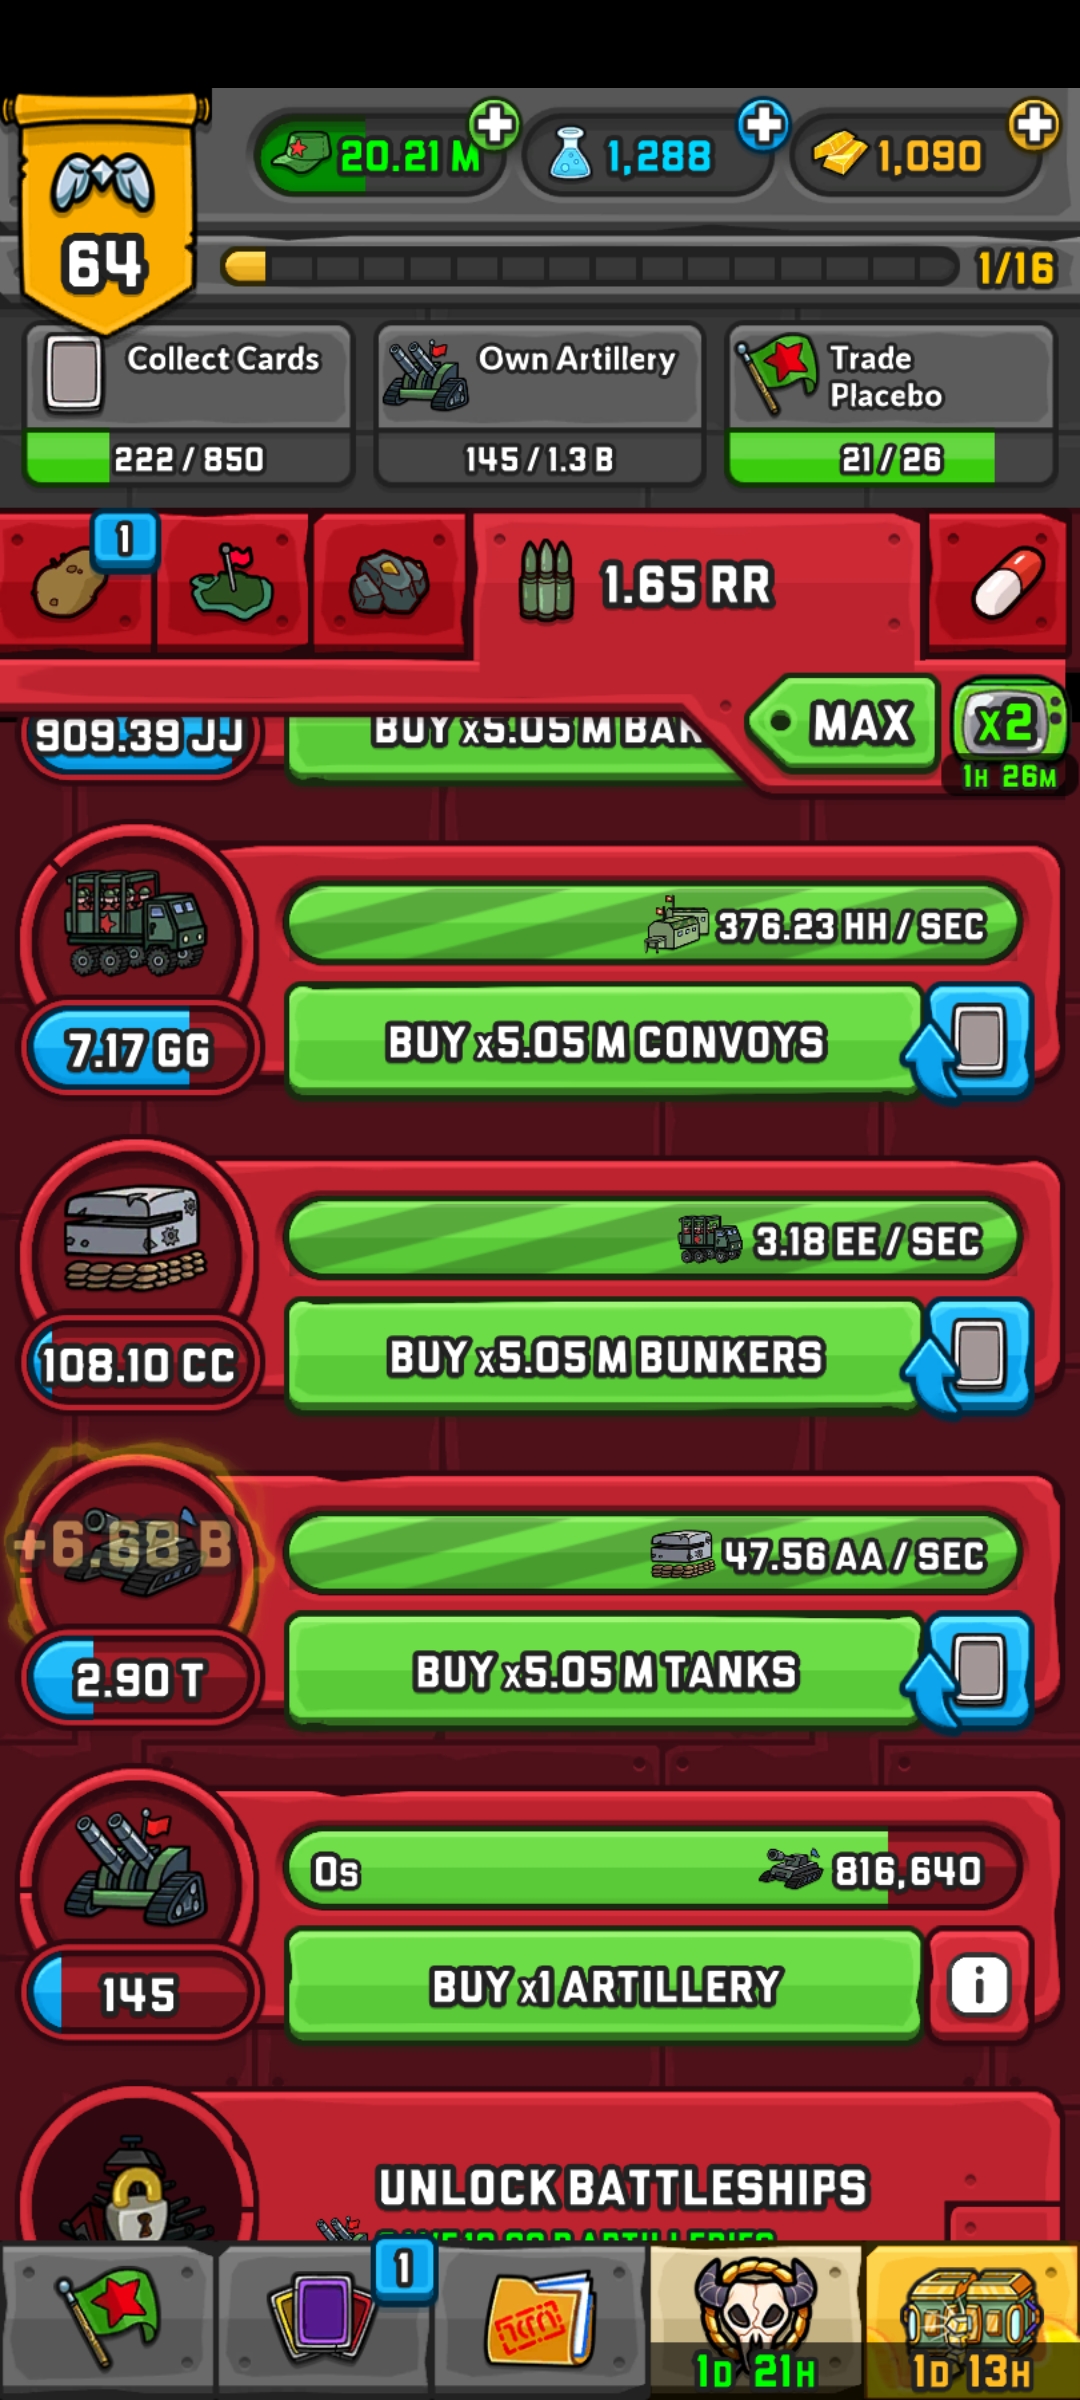 64
20.21 M
1,288
1,090
1/16
Collect Cards
222 / 850
Own Artillery
145 / 1.3 B
Trade
Placebo
21 / 26
1
1.65 RR
MAX
X2
1H 26M
909.39 JJ
BUY x5.05 M
376.23 HH / SEC
7.17 GG
BUY x5.05 M CONVOYS
3.18 EE / SEC
108.10 CC
BUY x5.05 M BUNKERS
+6.68 B
47.56 AA / SEC
2.90 T
BUY x5.05 M TANKS
0s
816,640
145
BUY x1 ARTILLERY
i
UNLOCK BATTLESHIPS
1
1D 21H
1D 13H